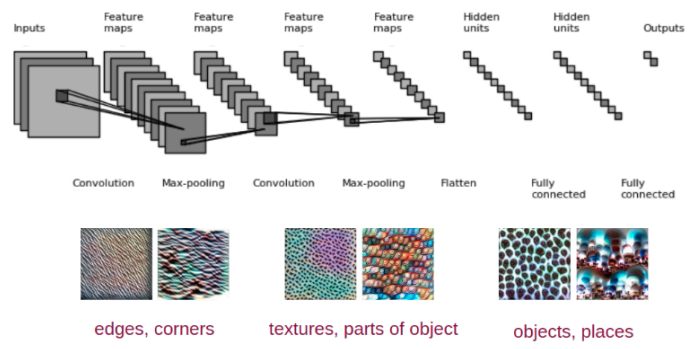 Inputs
Feature
maps
Feature
maps
Feature
maps
Feature
maps
Hidden
units
Hidden
units
Outputs
Convolution
Max-pooling
Convolution
Max-pooling
Flatten
Fully
connected
Fully
connected
edges, corners
textures, parts of object
objects, places